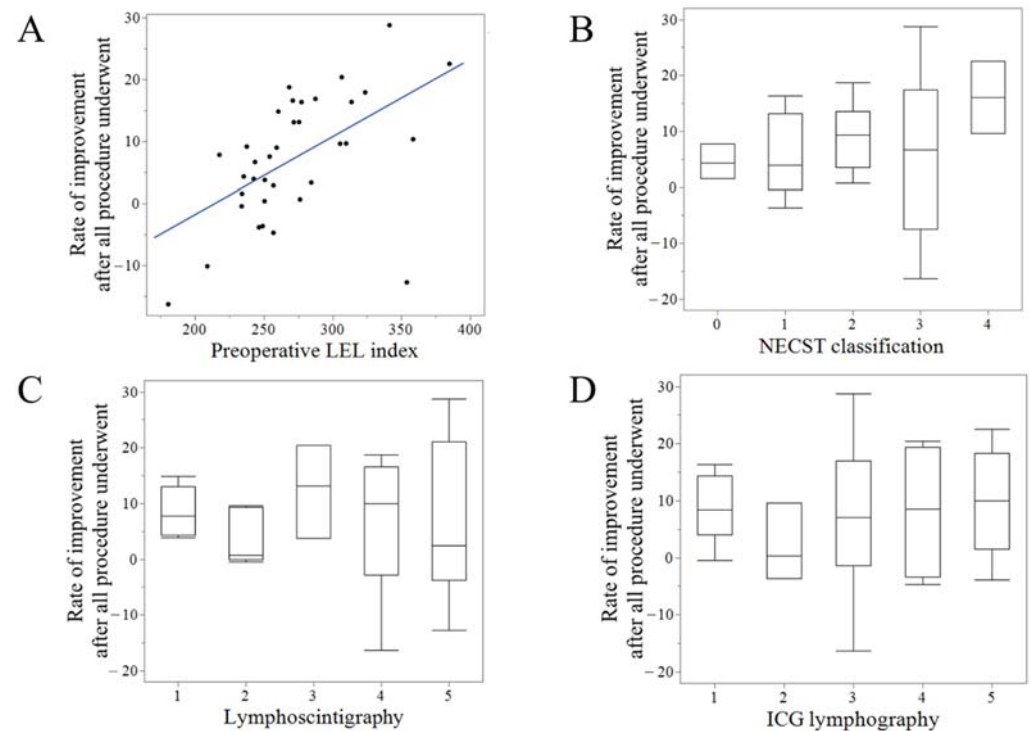 A
Rate of improvement
after all procedure underwent
30
20
10
0
−10
200 250 300 350 400
Preoperative LEL index
B
Rate of improvement
after all procedure underwent
30
20
10
0
−10
−20
0 1 2 3 4
NECST classification
C
Rate of improvement
after all procedure underwent
30
20
10
0
−10
−20
1 2 3 4 5
Lymphoscintigraphy
D
Rate of improvement
after all procedure underwent
30
20
10
0
−10
−20
1 2 3 4 5
ICG lymphography